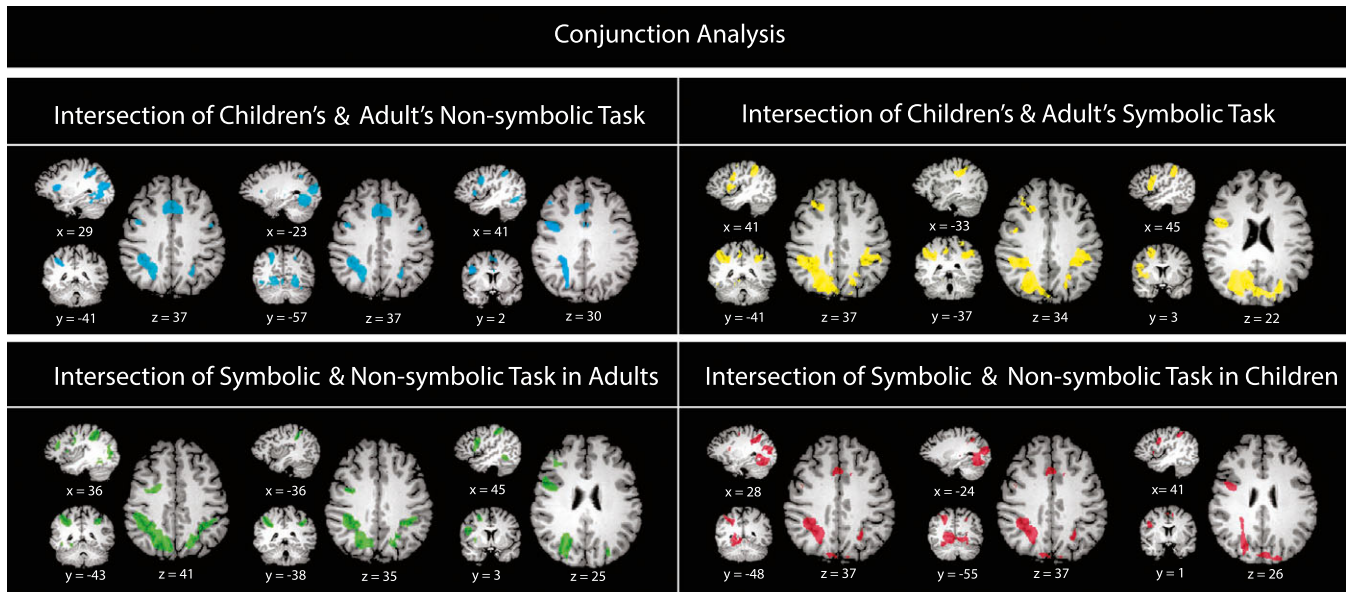 Conjunction Analysis
Intersection of Children's & Adult's Non-symbolic Task
x = 29
x = -23
x = 41
y = -41
z = 37
y = -57
z = 37
y = 2
z = 30
Intersection of Children's & Adult's Symbolic Task
x = 41
x = -33
x = 45
y = -41
z = 37
y = -37
z = 34
y = 3
z = 22
Intersection of Symbolic & Non-symbolic Task in Adults
x = 36
x = -36
x = 45
y = -43
z = 41
y = -38
z = 35
y = 3
z = 25
Intersection of Symbolic & Non-symbolic Task in Children
x = 28
x = -24
x= 41
y = -48
z = 37
y = -55
z = 37
y = 1
z = 26